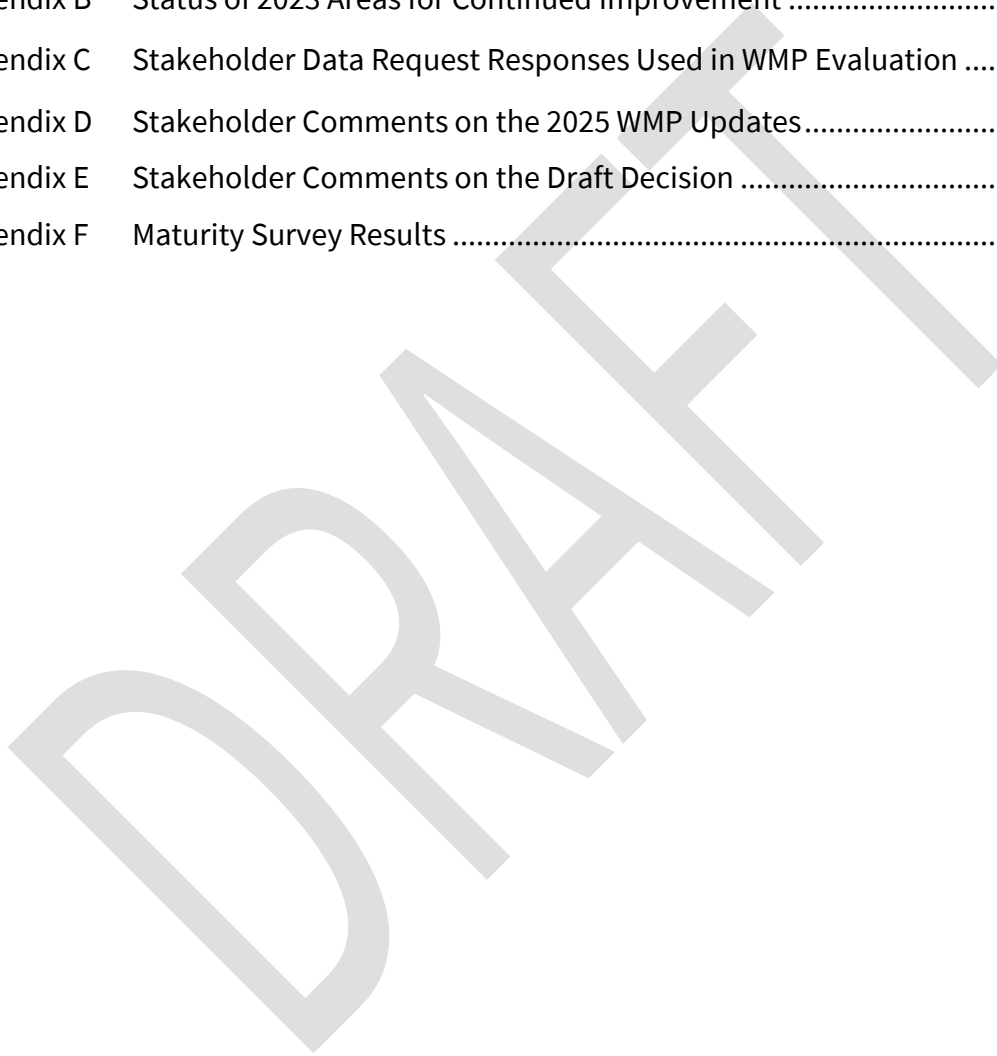 endix B Status of 2023 Areas for Continued Improvement ....................
endix C Stakeholder Data Request Responses Used in WMP Evaluation ....
endix D Stakeholder Comments on the 2025 WMP Updates..........................
endix E Stakeholder Comments on the Draft Decision ..................................
endix F Maturity Survey Results ........................................................................
DRAFT